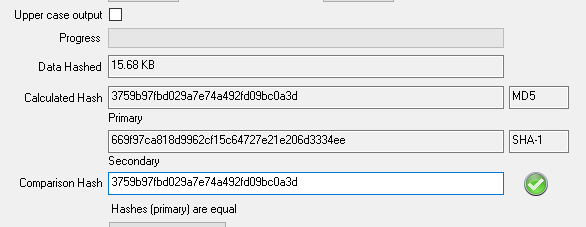 Upper case output
Progress
Data Hashed 15.68 KB
Calculated Hash 3759b97fbd029a7e74a492fd09bc0a3d MD5
Primary
669f97ca818d9962cf15c64727e21e206d3334ee SHA-1
Secondary
Comparison Hash 3759b97fbd029a7e74a492fd09bc0a3d
Hashes (primary) are equal